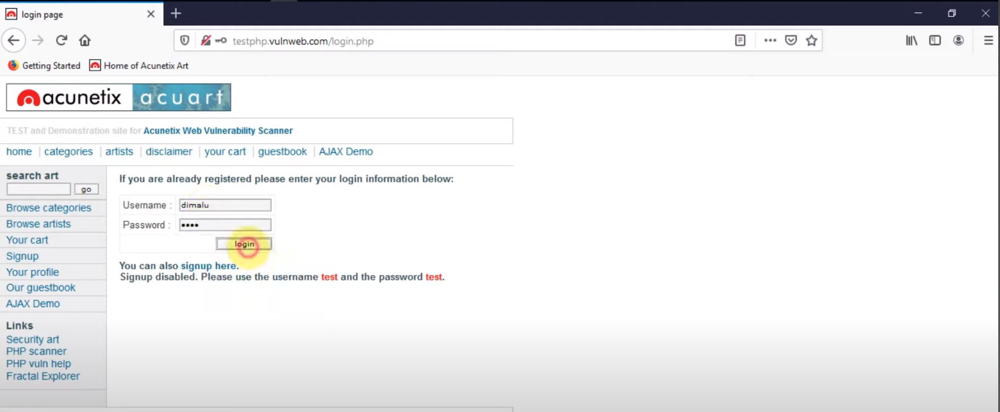 login page
testphp.vulnweb.com/login.php
Getting Started Home of Acunetix Art
acunetix acuart
TEST and Demonstration site for Acunetix Web Vulnerability Scanner
home categories artists disclaimer your cart guestbook AJAX Demo
search art
go
Browse categories
Browse artists
Your cart
Signup
Your profile
Our guestbook
AJAX Demo
Links
Security art
PHP scanner
PHP vuln help
Fractal Explorer
If you are already registered please enter your login information below:
Username : dimalu
Password : ••••
login
You can also signup here.
Signup disabled. Please use the username test and the password test.